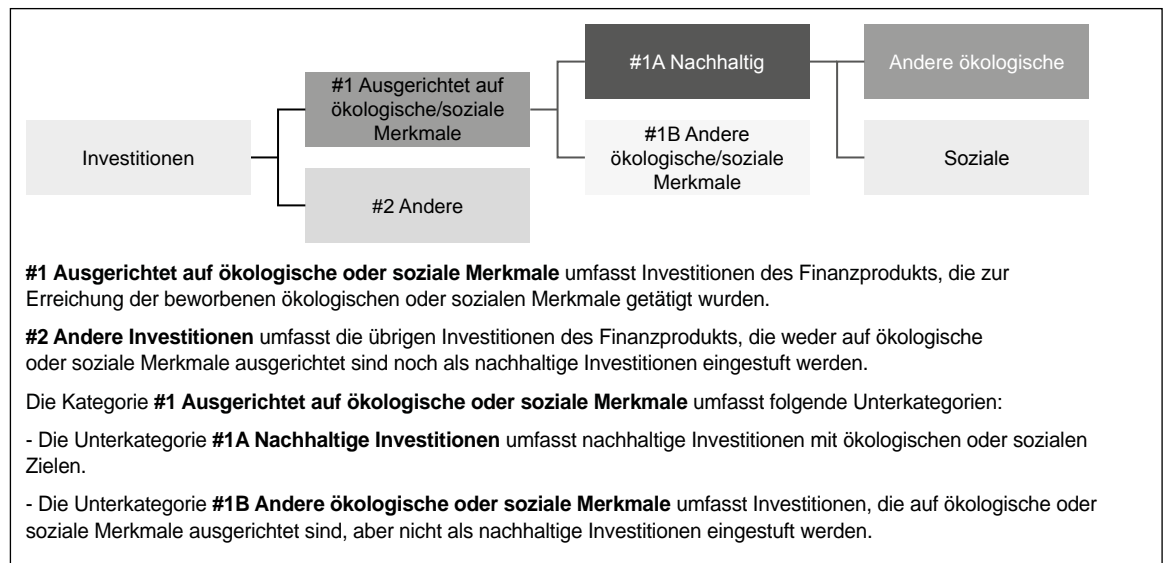 Investitionen
#1 Ausgerichtet auf
ökologische/soziale
Merkmale
#2 Andere
#1A Nachhaltig
#1B Andere
ökologische/soziale
Merkmale
Andere ökologische
Soziale
#1 Ausgerichtet auf ökologische oder soziale Merkmale umfasst Investitionen des Finanzprodukts, die zur
Erreichung der beworbenen ökologischen oder sozialen Merkmale getätigt wurden.
#2 Andere Investitionen umfasst die übrigen Investitionen des Finanzprodukts, die weder auf ökologische
oder soziale Merkmale ausgerichtet sind noch als nachhaltige Investitionen eingestuft werden.
Die Kategorie #1 Ausgerichtet auf ökologische oder soziale Merkmale umfasst folgende Unterkategorien:
- Die Unterkategorie #1A Nachhaltige Investitionen umfasst nachhaltige Investitionen mit ökologischen oder sozialen
Zielen.
- Die Unterkategorie #1B Andere ökologische oder soziale Merkmale umfasst Investitionen, die auf ökologische oder
soziale Merkmale ausgerichtet sind, aber nicht als nachhaltige Investitionen eingestuft werden.